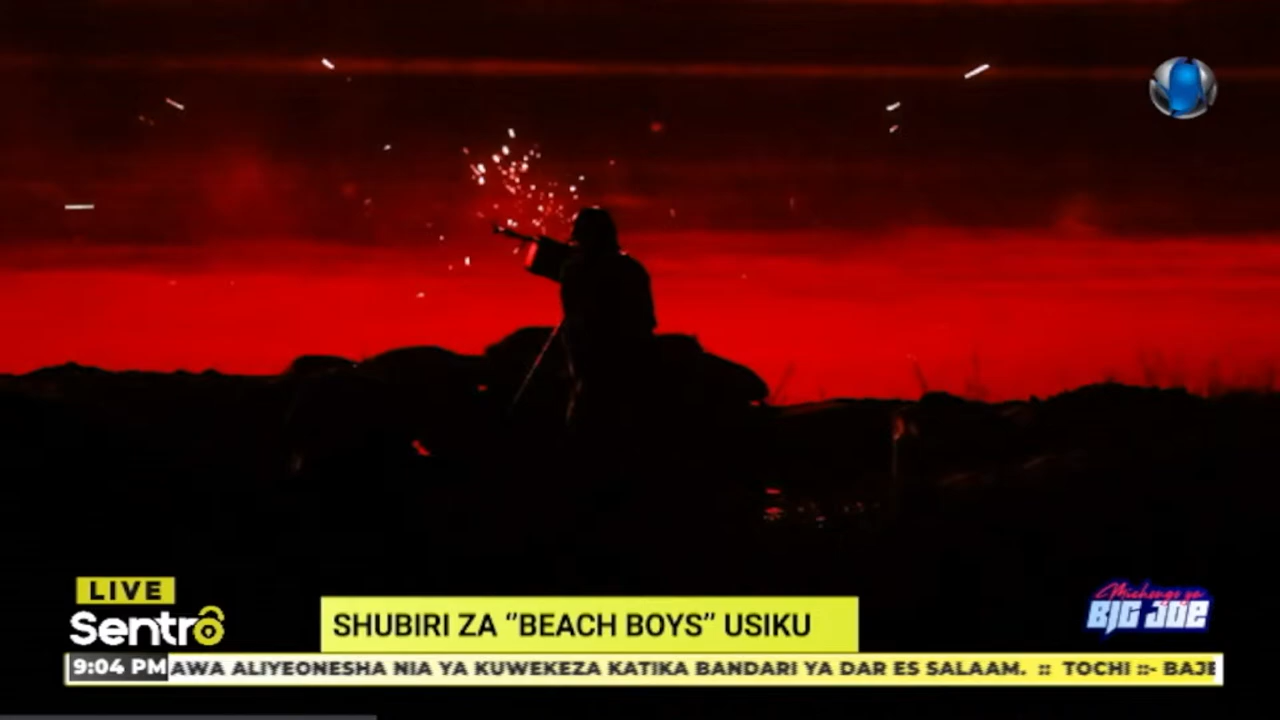 LIVE
Sentro
SHUBIRI ZA "BEACH BOYS" USIKU
Michongo ya
BIG JOE
9:04 PM
AWA ALIYEONESHA NIA YA KUWEKEZA KATIKA BANDARI YA DAR ES SALAAM. :: TOCHI ::- BAJE